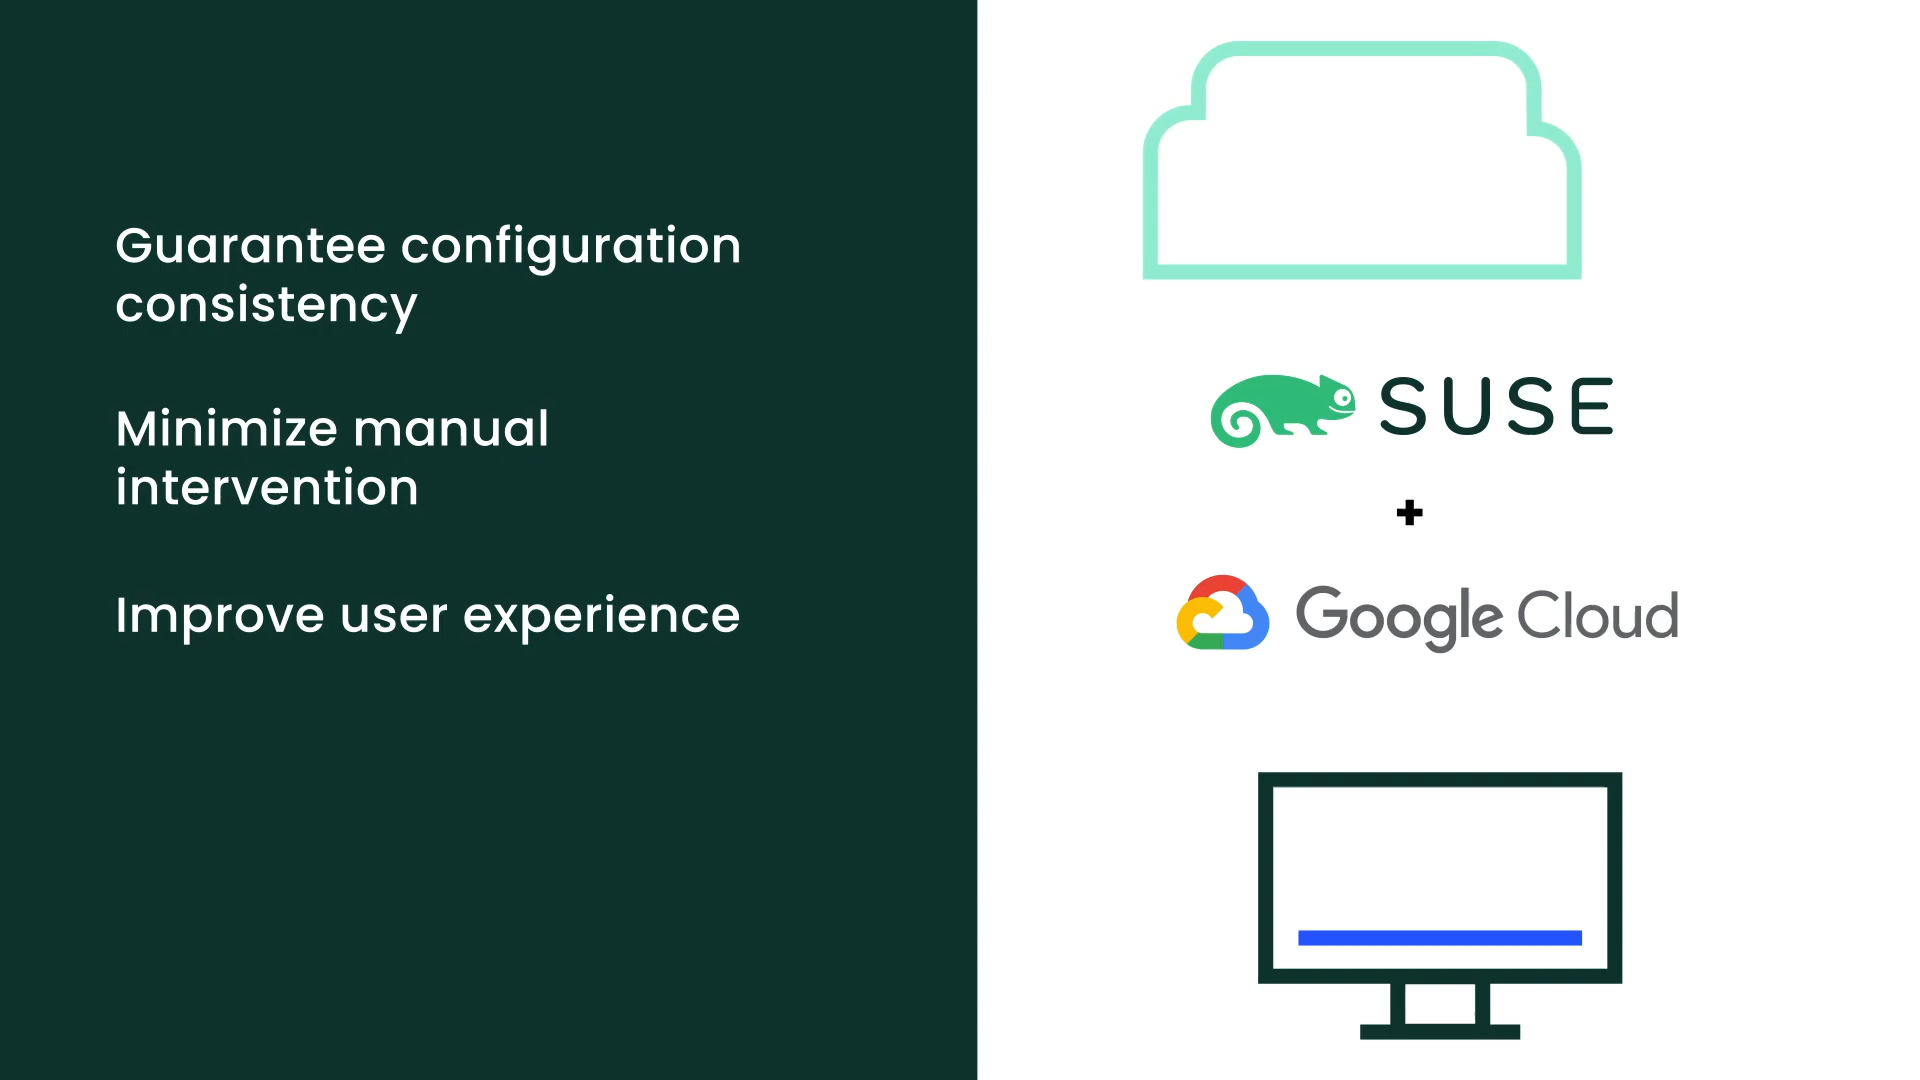 Guarantee configuration
consistency
Minimize manual
intervention
Improve user experience
SUSE
+
Google Cloud